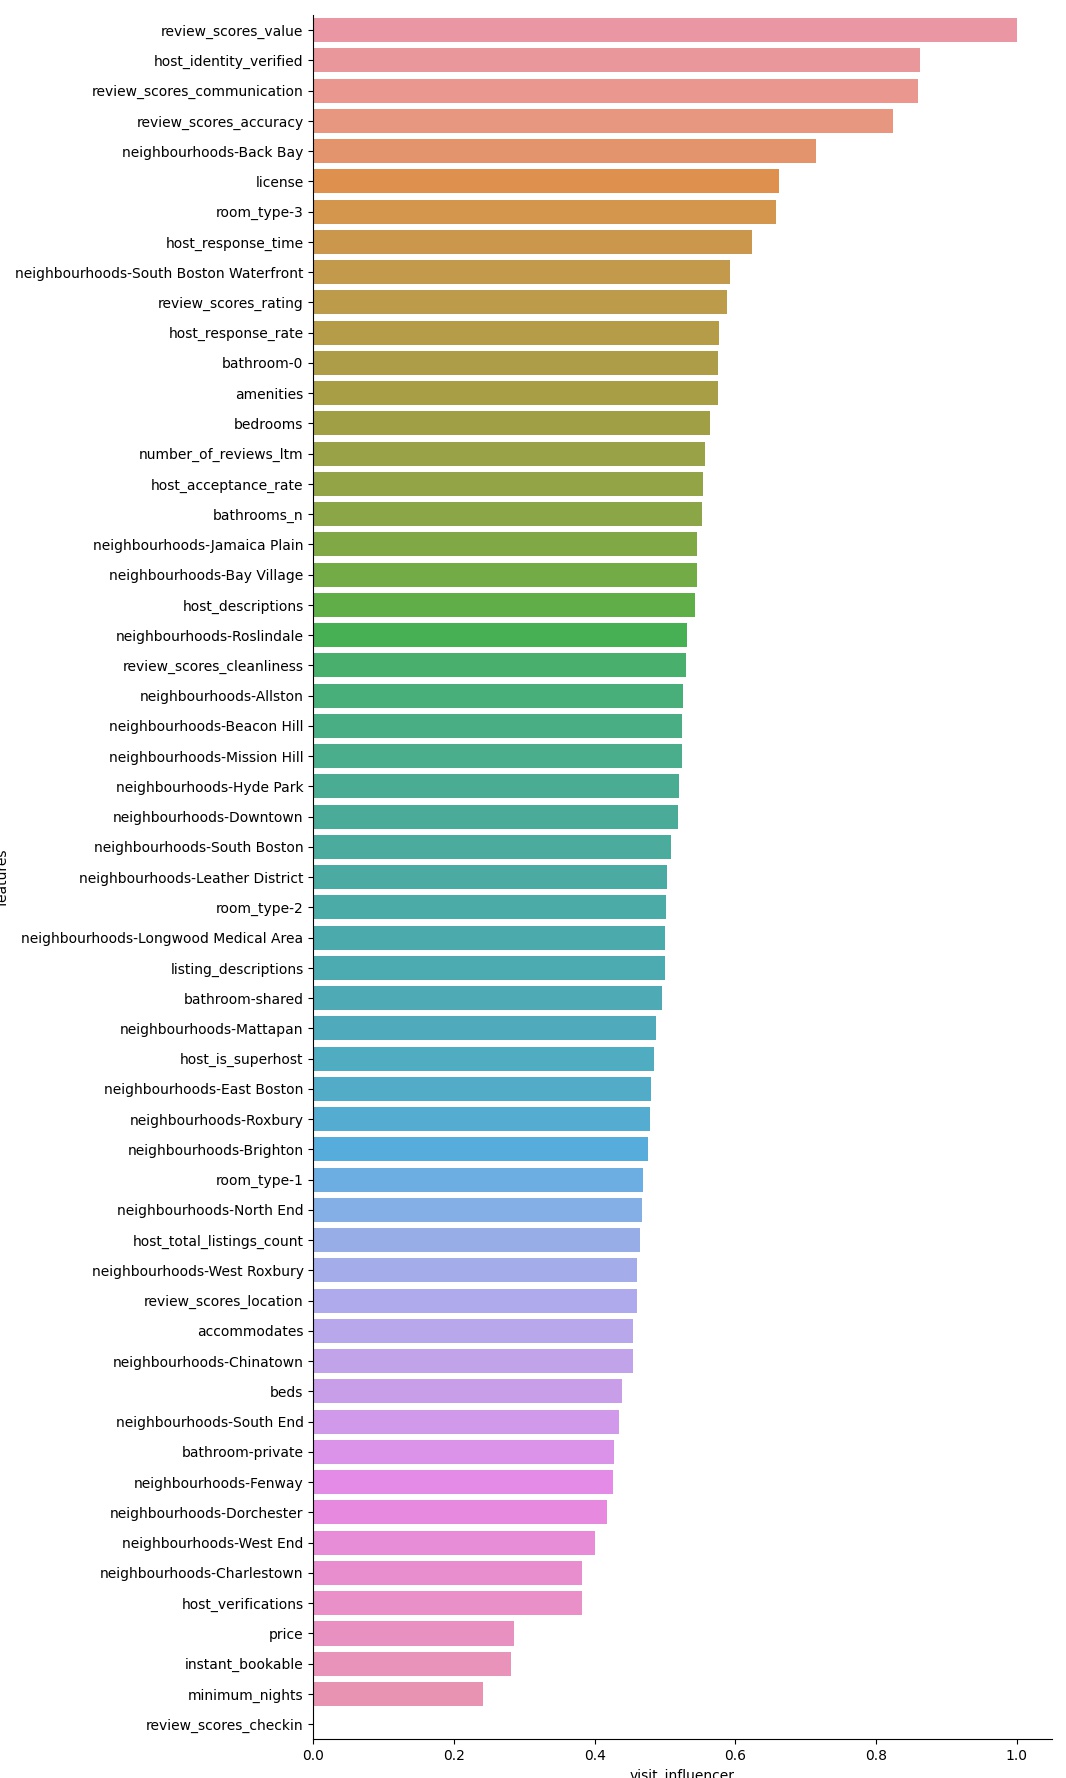 review_scores_value
host_identity_verified
review_scores_communication
review_scores_accuracy
neighbourhoods-Back Bay
license
room_type-3
host_response_time
neighbourhoods-South Boston Waterfront
review_scores_rating
host_response_rate
bathroom-0
amenities
bedrooms
number_of_reviews_ltm
host_acceptance_rate
bathrooms_n
neighbourhoods-Jamaica Plain
neighbourhoods-Bay Village
host_descriptions
neighbourhoods-Roslindale
review_scores_cleanliness
neighbourhoods-Allston
neighbourhoods-Beacon Hill
neighbourhoods-Mission Hill
neighbourhoods-Hyde Park
neighbourhoods-Downtown
neighbourhoods-South Boston
features
neighbourhoods-Leather District
room_type-2
neighbourhoods-Longwood Medical Area
listing_descriptions
bathroom-shared
neighbourhoods-Mattapan
host_is_superhost
neighbourhoods-East Boston
neighbourhoods-Roxbury
neighbourhoods-Brighton
room_type-1
neighbourhoods-North End
host_total_listings_count
neighbourhoods-West Roxbury
review_scores_location
accommodates
neighbourhoods-Chinatown
beds
neighbourhoods-South End
bathroom-private
neighbourhoods-Fenway
neighbourhoods-Dorchester
neighbourhoods-West End
neighbourhoods-Charlestown
host_verifications
price
instant_bookable
minimum_nights
review_scores_checkin
0.0 0.2 0.4 0.6 0.8 1.0
visit_influencer